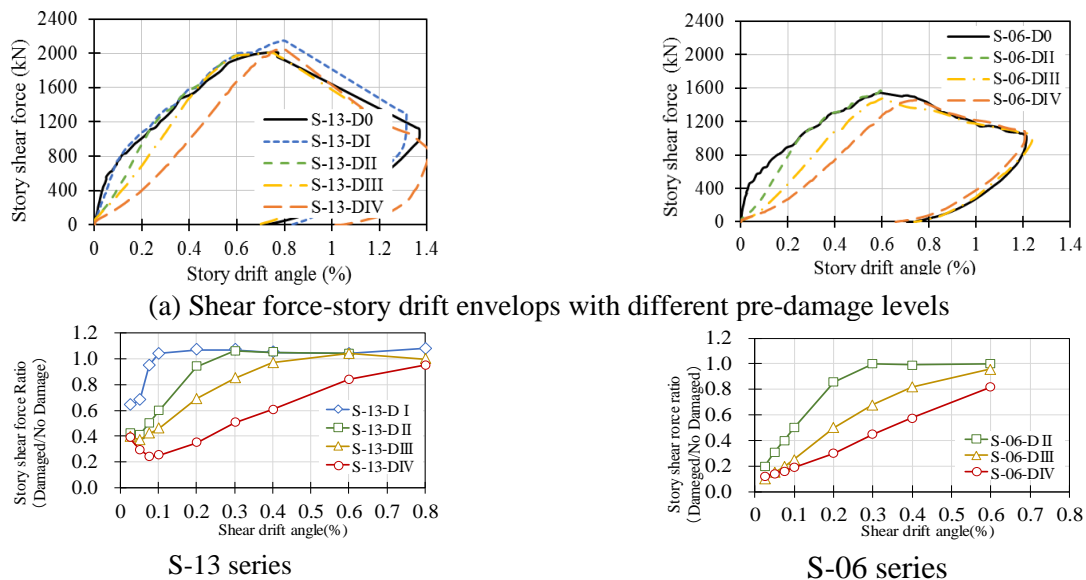 2400
2000
1600
1200
800
400
0
Story shear force (kN)
S-13-D0
S-13-DI
S-13-DII
S-13-DIII
S-13-DIV
0 0.2 0.4 0.6 0.8 1 1.2 1.4
Story drift angle (%)
2400
2000
1600
1200
800
400
0
Story shear force (kN)
S-06-D0
S-06-DII
S-06-DIII
S-06-DIV
0 0.2 0.4 0.6 0.8 1 1.2 1.4
Story drift angle (%)
(a) Shear force-story drift envelops with different pre-damage levels
1.2
1.0
0.8
0.6
0.4
0.2
0.0
Story shear force Ratio
(Damaged/No Damage)
S-13-DⅠ
S-13-DⅡ
S-13-DⅢ
S-13-DⅣ
0 0.1 0.2 0.3 0.4 0.5 0.6 0.7 0.8
Shear drift angle(%)
S-13 series
1.2
1.0
0.8
0.6
0.4
0.2
0.0
Story shear ronce ratio
(Dameged/No Damaged)
S-06-DⅡ
S-06-DⅢ
S-06-DⅣ
0 0.1 0.2 0.3 0.4 0.5 0.6 0.7 0.8
Shear drift angle(%)
S-06 series